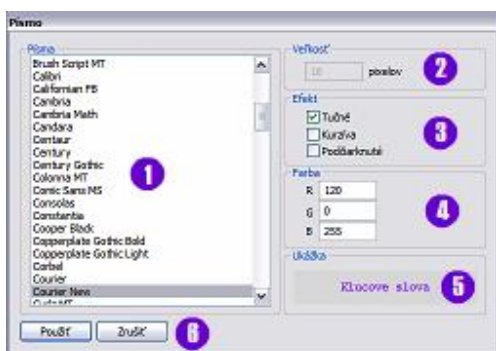 Písmo
Písma
Brush Script MT
Calibri
Californian FB
Cambria
Cambria Math
Candara
Centaur
Century
Century Gothic
Colonna MT
Comic Sans MS
Consolas
Constantia
Cooper Black
Copperplate Gothic Bold
Copperplate Gothic Light
Corbel
Courier
Courier New
1
Veľkosť
pixelov
2
Efekt
Tučné
Kurzíva
Podčiarknuté
3
Farba
R 120
G 0
B 255
4
Ukážka
Klucove slova
5
Použiť
Zrušiť
6